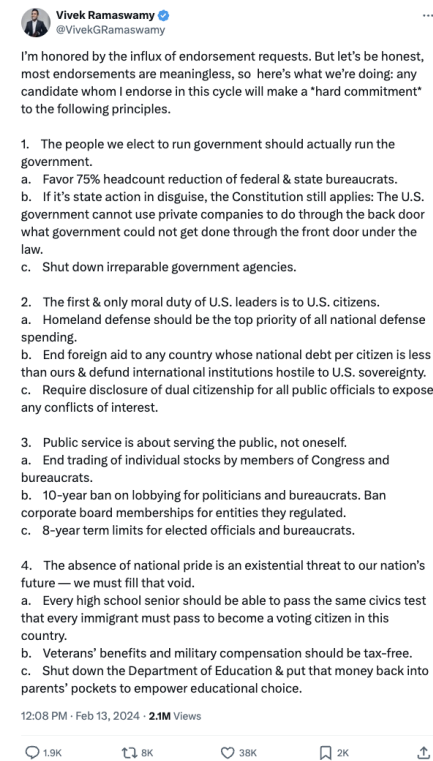 Vivek Ramaswamy
@VivekGRamaswamy
I'm honored by the influx of endorsement requests. But let's be honest,
most endorsements are meaningless, so  here's what we're doing: any
candidate whom I endorse in this cycle will make a *hard commitment*
to the following principles.
1.   The people we elect to run government should actually run the
government.
a.   Favor 75% headcount reduction of federal & state bureaucrats.
b.   If it's state action in disguise, the Constitution still applies: The U.S.
government cannot use private companies to do through the back door
what government could not get done through the front door under the
law.
c.   Shut down irreparable government agencies.
2.   The first & only moral duty of U.S. leaders is to U.S. citizens.
a.   Homeland defense should be the top priority of all national defense
spending.
b.   End foreign aid to any country whose national debt per citizen is less
than ours & defund international institutions hostile to U.S. sovereignty.
c.   Require disclosure of dual citizenship for all public officials to expose
any conflicts of interest.
3.   Public service is about serving the public, not oneself.
a.   End trading of individual stocks by members of Congress and
bureaucrats.
b.   10-year ban on lobbying for politicians and bureaucrats. Ban
corporate board memberships for entities they regulated.
c.   8-year term limits for elected officials and bureaucrats.
4.   The absence of national pride is an existential threat to our nation's
future — we must fill that void.
a.   Every high school senior should be able to pass the same civics test
that every immigrant must pass to become a voting citizen in this
country.
b.   Veterans' benefits and military compensation should be tax-free.
c.   Shut down the Department of Education & put that money back into
parents' pockets to empower educational choice.
12:08 PM · Feb 13, 2024 · 2.1M Views
1.9K 8K 38K 2K